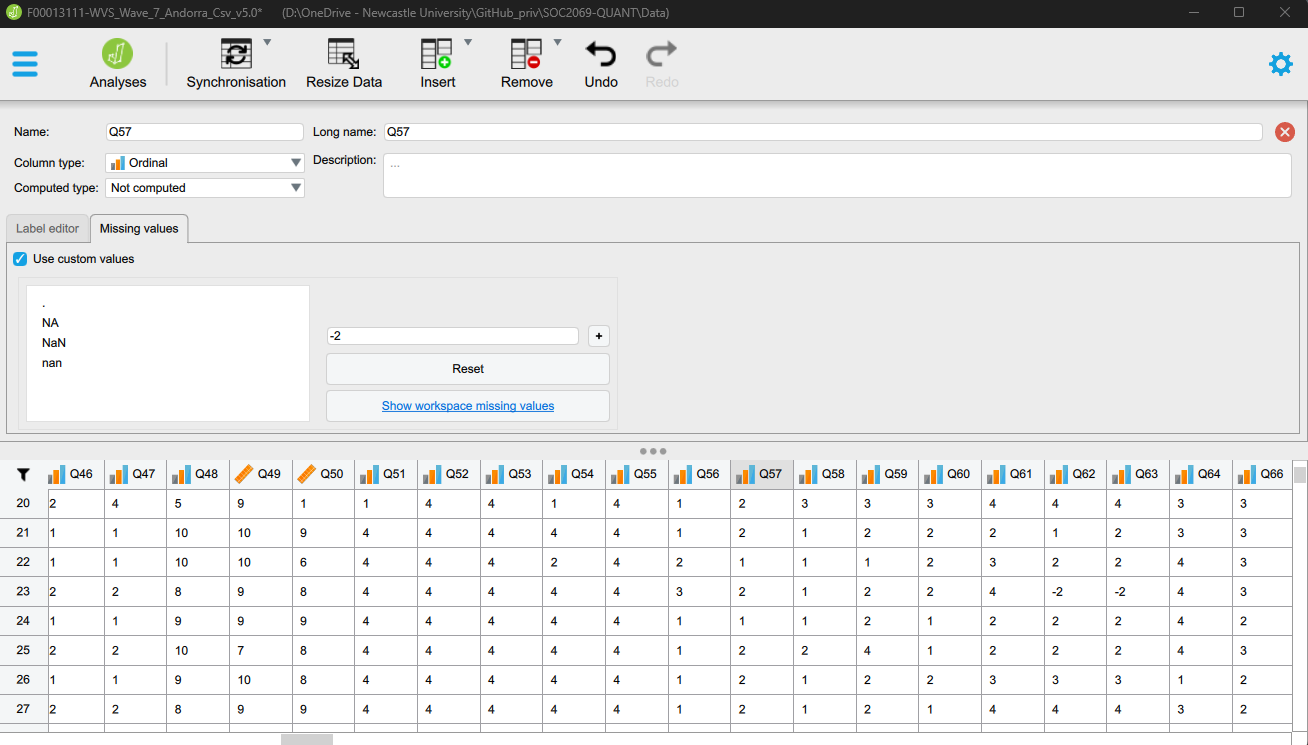 F00013111-WVS_Wave_7_Andorra_Csv_v5.0* (D:\OneDrive - Newcastle University\GitHub_priv\SOC2069-QUANT\Data)
Analyses Synchronisation Resize Data Insert Remove Undo Redo
Name: Q57 Long name: Q57
Column type: Ordinal Description: ...
Computed type: Not computed
Label editor Missing values
Use custom values
.
NA
NaN
nan
-2 +
Reset
Show workspace missing values
Q46 Q47 Q48 Q49 Q50 Q51 Q52 Q53 Q54 Q55 Q56 Q57 Q58 Q59 Q60 Q61 Q62 Q63 Q64 Q66
20 2 4 5 9 1 1 4 4 1 4 1 2 3 3 3 4 4 4 3 3
21 1 1 10 10 9 4 4 4 4 4 1 2 1 2 2 2 1 2 3 3
22 1 1 10 10 6 4 4 4 2 4 2 1 1 1 2 3 2 2 4 3
23 2 2 8 9 8 4 4 4 4 4 3 2 1 2 2 4 -2 -2 4 3
24 1 1 9 9 9 4 4 4 4 4 1 1 1 2 1 2 2 2 4 2
25 2 2 10 7 8 4 4 4 4 4 1 2 2 4 1 2 2 2 4 3
26 1 1 9 10 8 4 4 4 4 4 1 2 1 2 2 3 3 3 1 2
27 2 2 8 9 9 4 4 4 4 4 1 2 1 2 1 4 4 4 3 2